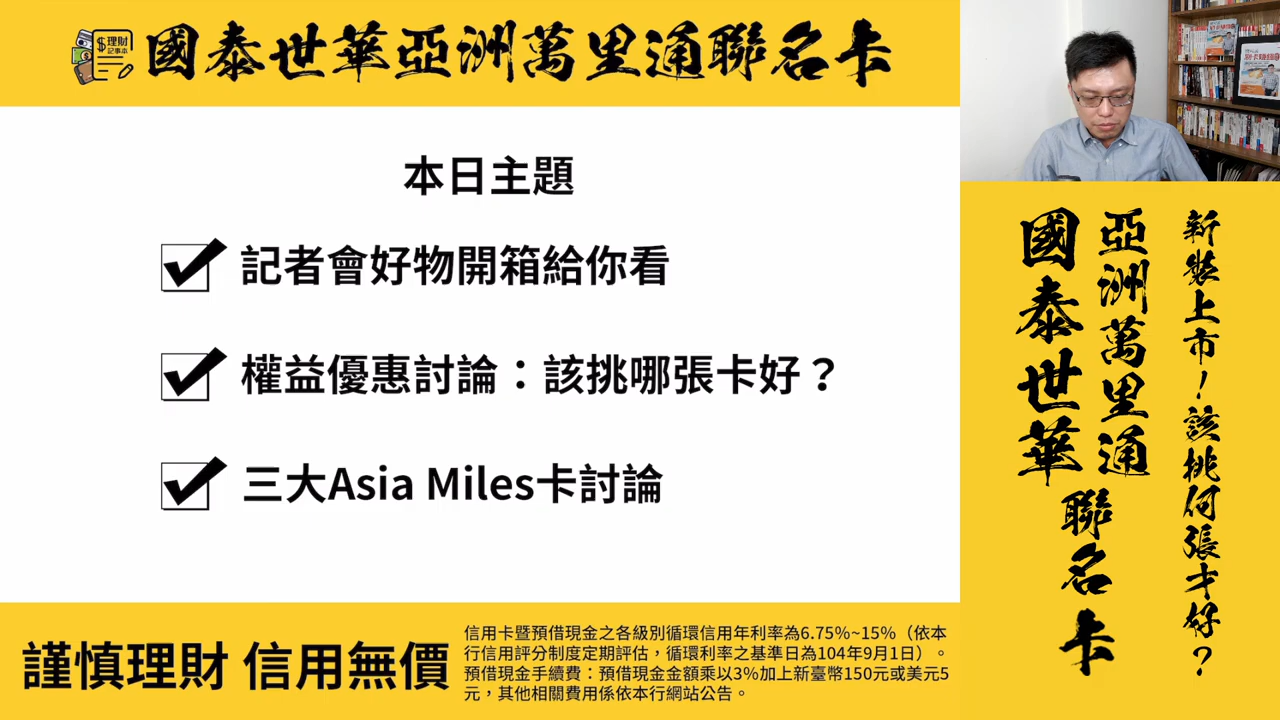 $理財
記事本
國泰世華亞洲萬里通聯名卡
本日主題
記者會好物開箱給你看
權益優惠討論：該挑哪張卡好？
三大Asia Miles卡討論
謹慎理財 信用無價
信用卡暨預借現金之各級別循環信用年利率為6.75%~15%（依本
行信用評分制度定期評估，循環利率之基準日為104年9月1日）。
預借現金手續費：預借現金金額乘以3%加上新臺幣150元或美元5
元，其他相關費用係依本行網站公告。
國泰世華
亞洲萬里通
聯名卡
新裝上市！該挑何張才好？